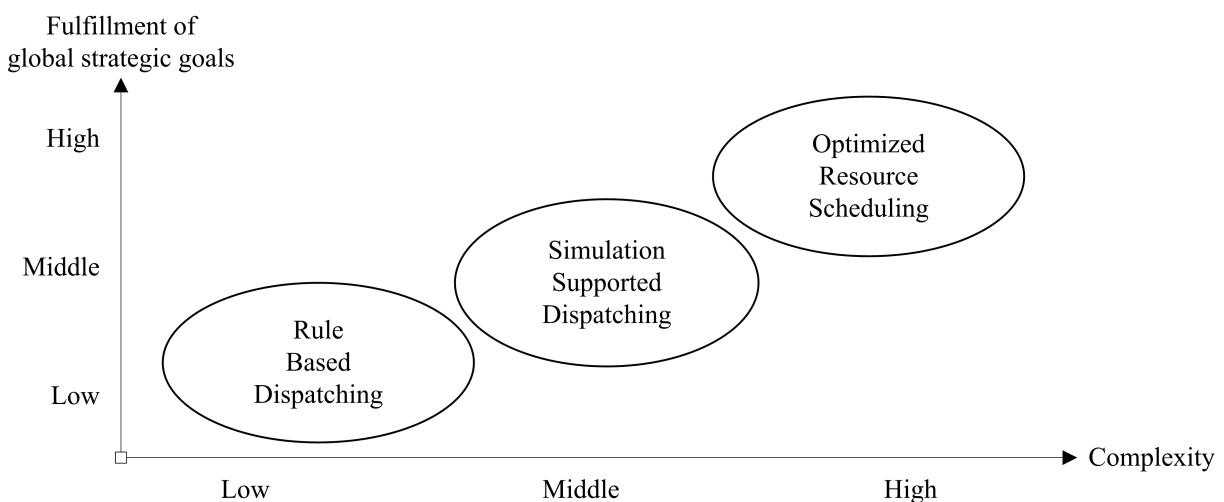 Fulfillment of
global strategic goals
High
Middle
Low
Optimized
Resource
Scheduling
Simulation
Supported
Dispatching
Rule
Based
Dispatching
Complexity
Low
Middle
High